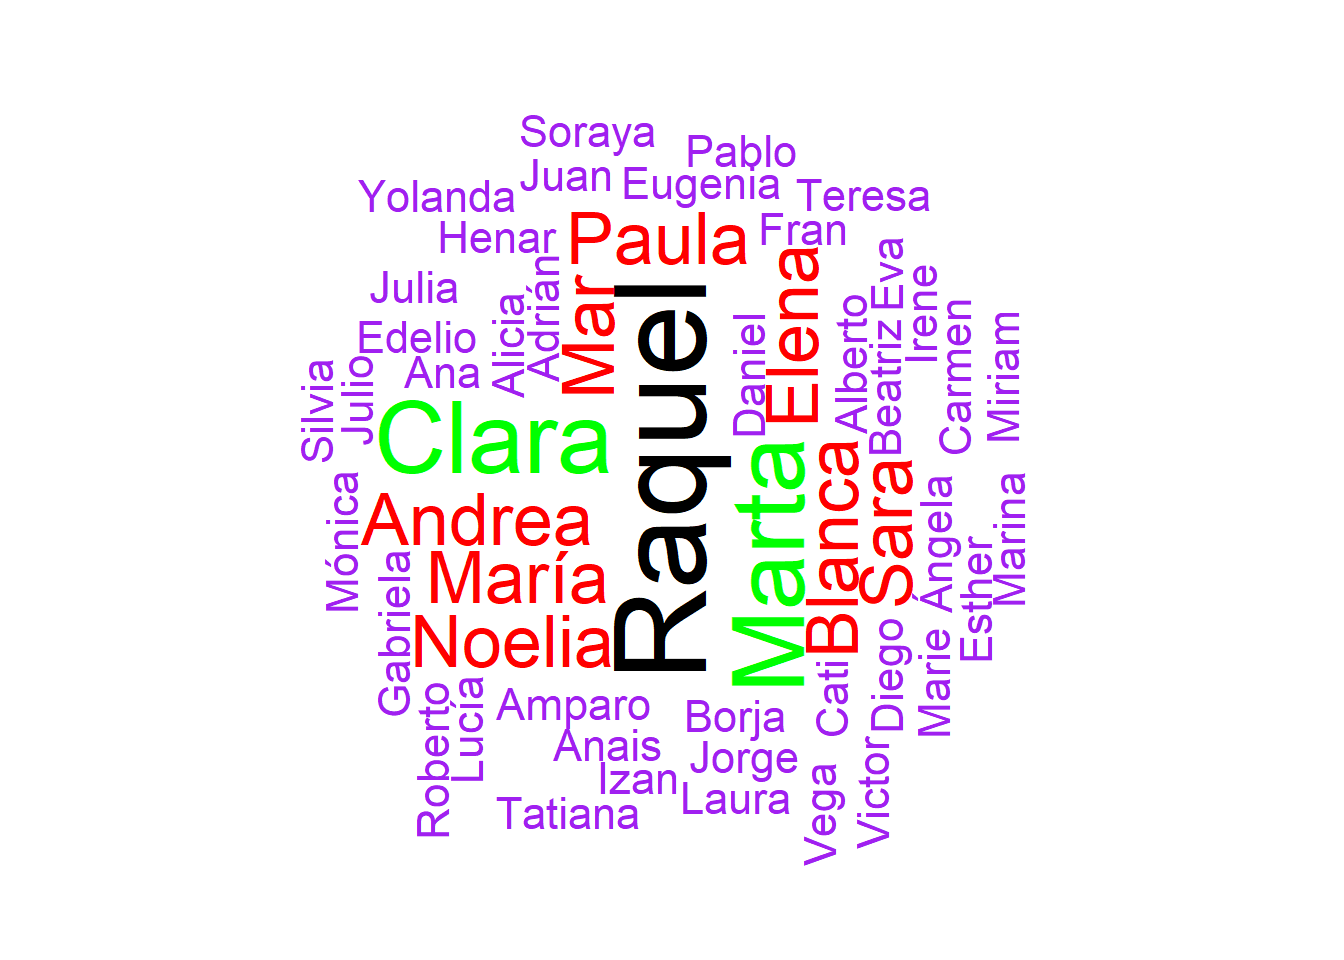 Soraya
Pablo
Juan
Eugenia
Yolanda
Teresa
Henar
Paula
Fran
Eva
Julia
Alicia
Adrián
Mar
Raquel
Daniel
Elena
Alberto
Beatriz
Irene
Carmen
Miriam
Edelio
Ana
Silvia
Julio
Clara
Andrea
María
Noelia
Mónica
Gabriela
Marta
Blanca
Sara
Ángela
Marina
Esther
Marie
Diego
Cati
Roberto
Lucía
Amparo
Borja
Anais
Jorge
Izan
Laura
Tatiana
Vega
Victor